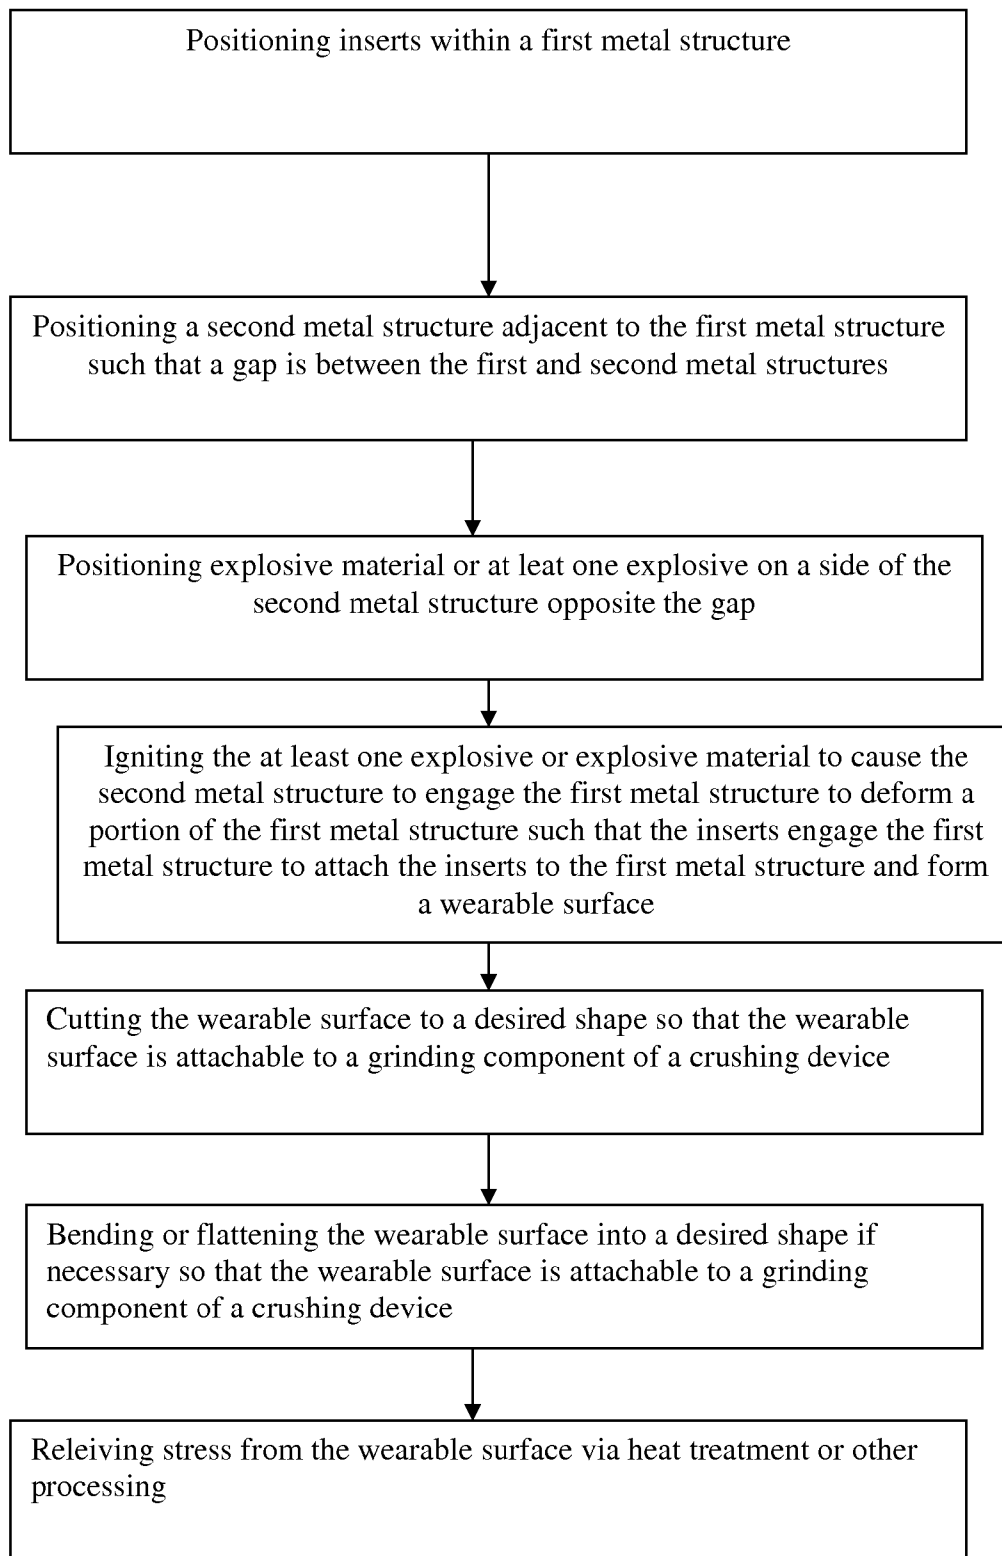 Positioning inserts within a first metal structure
Positioning a second metal structure adjacent to the first metal structure
such that a gap is between the first and second metal structures
Positioning explosive material or at leat one explosive on a side of the
second metal structure opposite the gap
Igniting the at least one explosive or explosive material to cause the
second metal structure to engage the first metal structure to deform a
portion of the first metal structure such that the inserts engage the first
metal structure to attach the inserts to the first metal structure and form
a wearable surface
Cutting the wearable surface to a desired shape so that the wearable
surface is attachable to a grinding component of a crushing device
Bending or flattening the wearable surface into a desired shape if
necessary so that the wearable surface is attachable to a grinding
component of a crushing device
Releiving stress from the wearable surface via heat treatment or other
processing